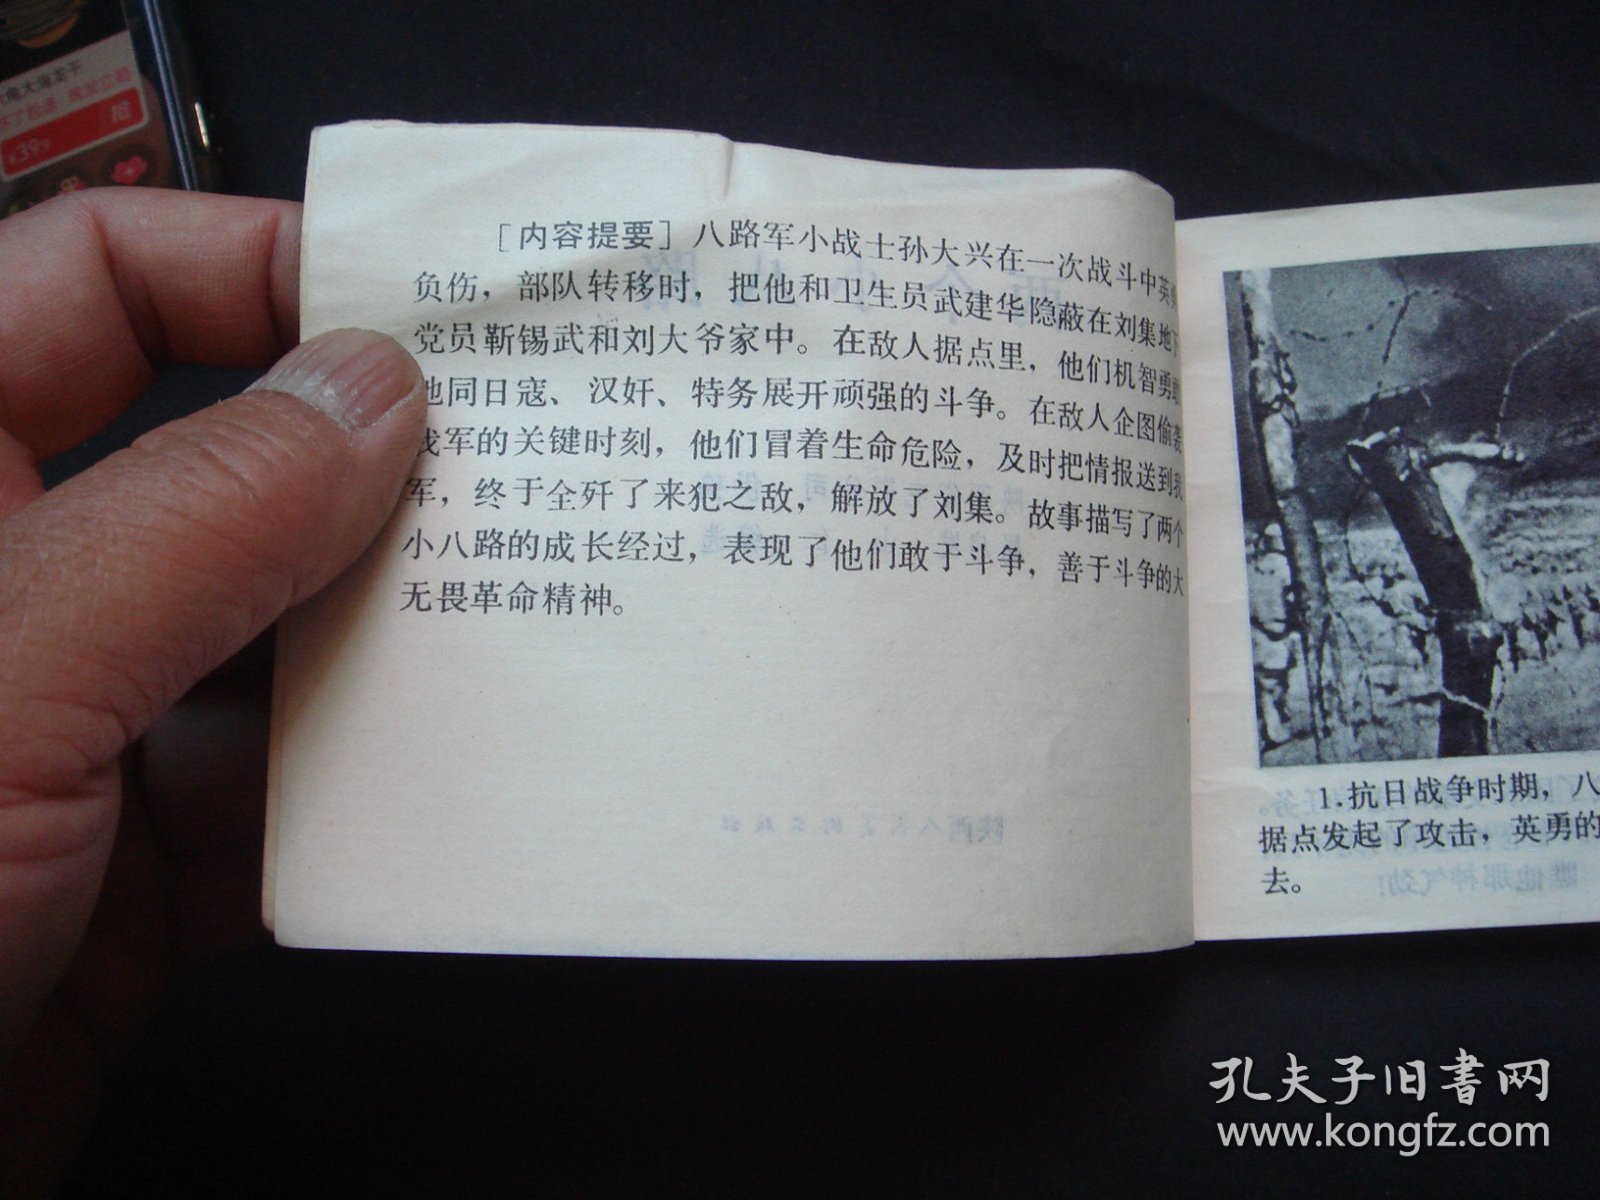 [内容提要] 八路军小战士孙大兴在一次战斗中英
负伤，部队转移时，把他和卫生员武建华隐蔽在刘集地
党员靳锡武和刘大爷家中。在敌人据点里，他们机智勇
他同日寇、汉奸、特务展开顽强的斗争。在敌人企图偷袭
我军的关键时刻，他们冒着生命危险，及时把情报送到我
军，终于全歼了来犯之敌，解放了刘集。故事描写了两个
小八路的成长经过，表现了他们敢于斗争，善于斗争的大
无畏革命精神。
1.抗日战争时期，八
据点发起了攻击，英勇的
去。
孔夫子旧书网
www.kongfz.com
¥39
抢